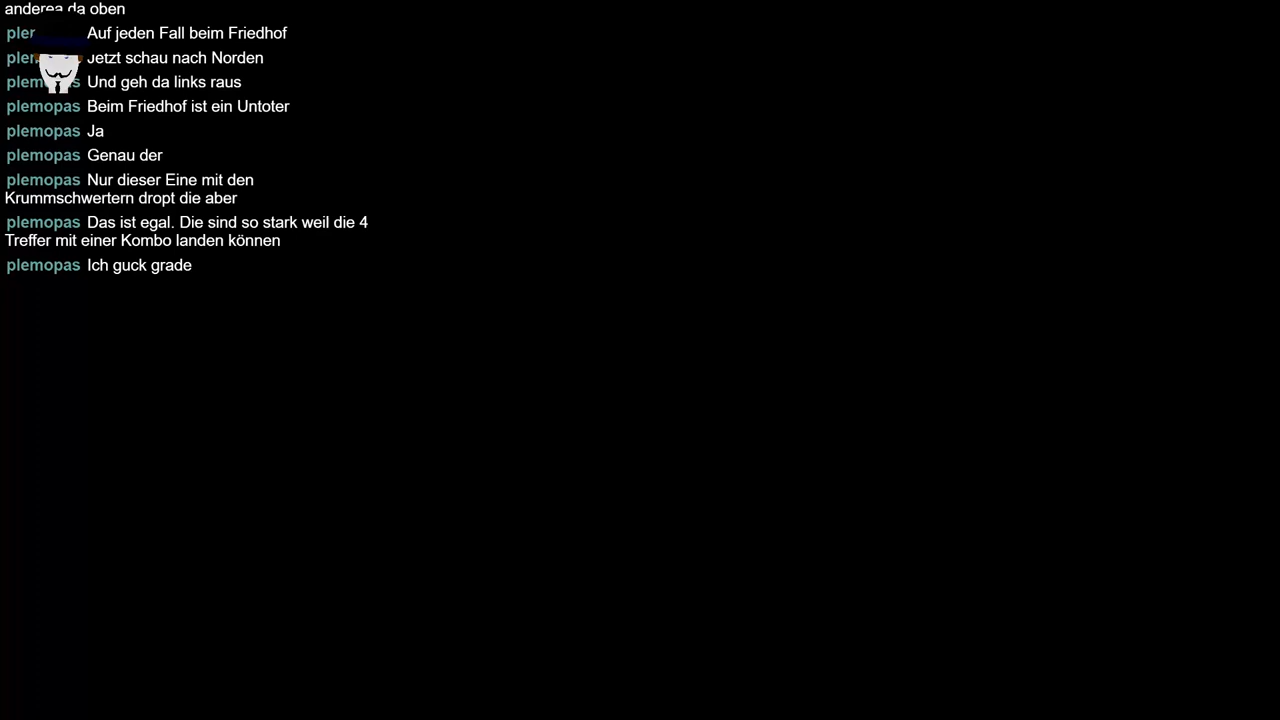 anderea da oben
plem Auf jeden Fall beim Friedhof
plem Jetzt schau nach Norden
plemopas Und geh da links raus
plemopas Beim Friedhof ist ein Untoter
plemopas Ja
plemopas Genau der
plemopas Nur dieser Eine mit den
Krummschwertern dropt die aber
plemopas Das ist egal. Die sind so stark weil die 4
Treffer mit einer Kombo landen können
plemopas Ich guck grade